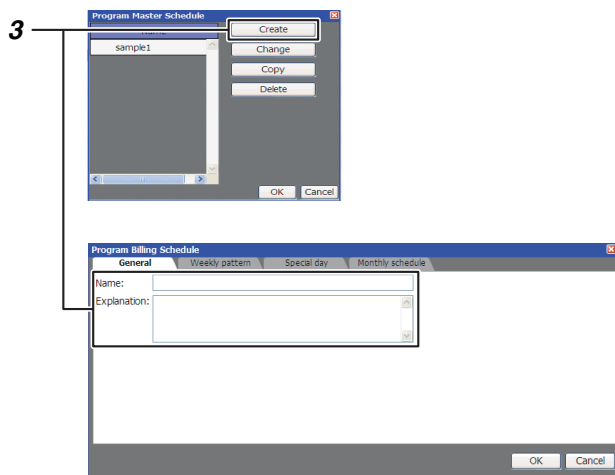 3
Program Master Schedule
Name
Create
sample1
Change
Copy
Delete
OK Cancel
Program Billing Schedule
General Weekly pattern Special day Monthly schedule
Name:
Explanation:
OK Cancel